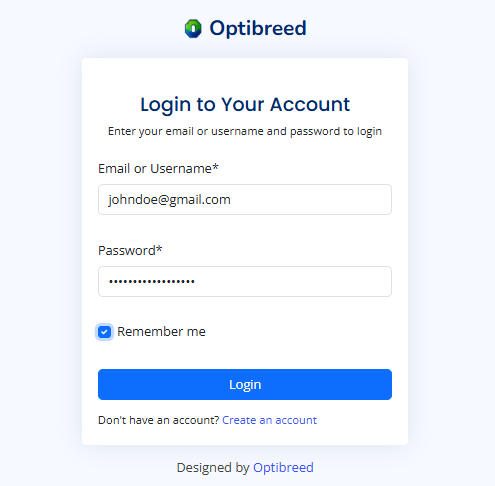 Optibreed
Login to Your Account
Enter your email or username and password to login
Email or Username*
johndoe@gmail.com
Password*
••••••••••••••••••
Remember me
Login
Don't have an account? Create an account
Designed by Optibreed